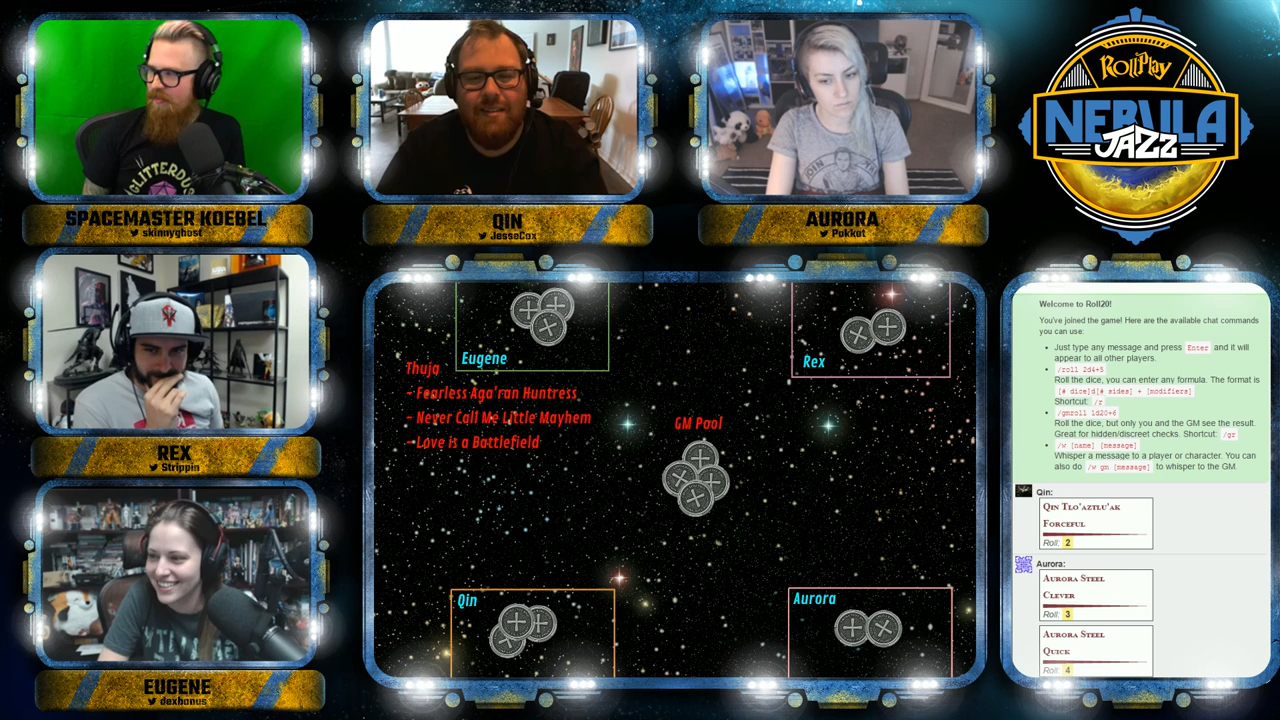 GLITTERDUS
SPACEMASTER KOEBEL
skinnyghost
QIN
JesseCox
AURORA
Pokket
ROLLPLAY
NEBULA
JAZZ
REX
Strippin
EUGENE
dexbonus
Eugene
Rex
Thuja
- Fearless Aga'ran Huntress
- Never Call Me Little Mayhem
- Love is a Battlefield
GM Pool
Qin
Aurora
Welcome to Roll20!
You've joined the game! Here are the available chat commands
you can use:
• Just type any message and press Enter and it will
appear to all other players.
• /roll 2d4+5
Roll the dice, you can enter any formula. The format is
[# dice]d[# sides] + [modifiers]
Shortcut: /r
• /gmroll 1d20+6
Roll the dice, but only you and the GM see the result.
Great for hidden/discreet checks. Shortcut: /gr
• /w [name] [message]
Whisper a message to a player or character. You can
also do /w gm [message] to whisper to the GM.
Qin:
Qin Tlo'aztlu'ak
Forceful
Roll: 2
Aurora:
Aurora Steel
Clever
Roll: 3
Aurora Steel
Quick
Roll: 4